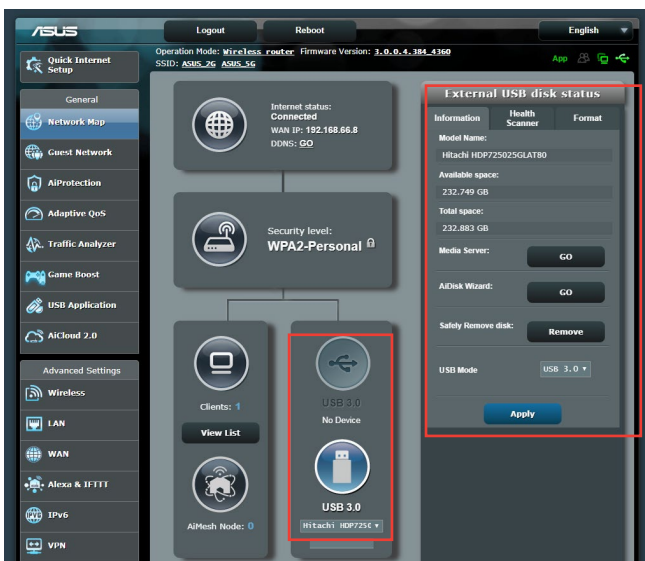 ASUS
Logout
Reboot
English
Operation Mode: Wireless router Firmware Version: 3.0.0.4.384_4360
SSID: ASUS_2G ASUS_5G
App
Quick Internet
Setup
General
Network Map
Guest Network
AiProtection
Adaptive QoS
Traffic Analyzer
Game Boost
USB Application
AiCloud 2.0
Advanced Settings
Wireless
LAN
WAN
Alexa & IFTTT
IPv6
VPN
Internet status:
Connected
WAN IP: 192.168.66.8
DDNS: GO
Security level:
WPA2-Personal
Clients: 1
View List
AiMesh Node: 0
USB 3.0
No Device
USB 3.0
Hitachi HDP725C
External USB disk status
Information
Health
Scanner
Format
Model Name:
Hitachi HDP725025GLAT80
Available space:
232.749 GB
Total space:
232.883 GB
Media Server:
GO
AiDisk Wizard:
GO
Safely Remove disk:
Remove
USB Mode
USB 3.0
Apply